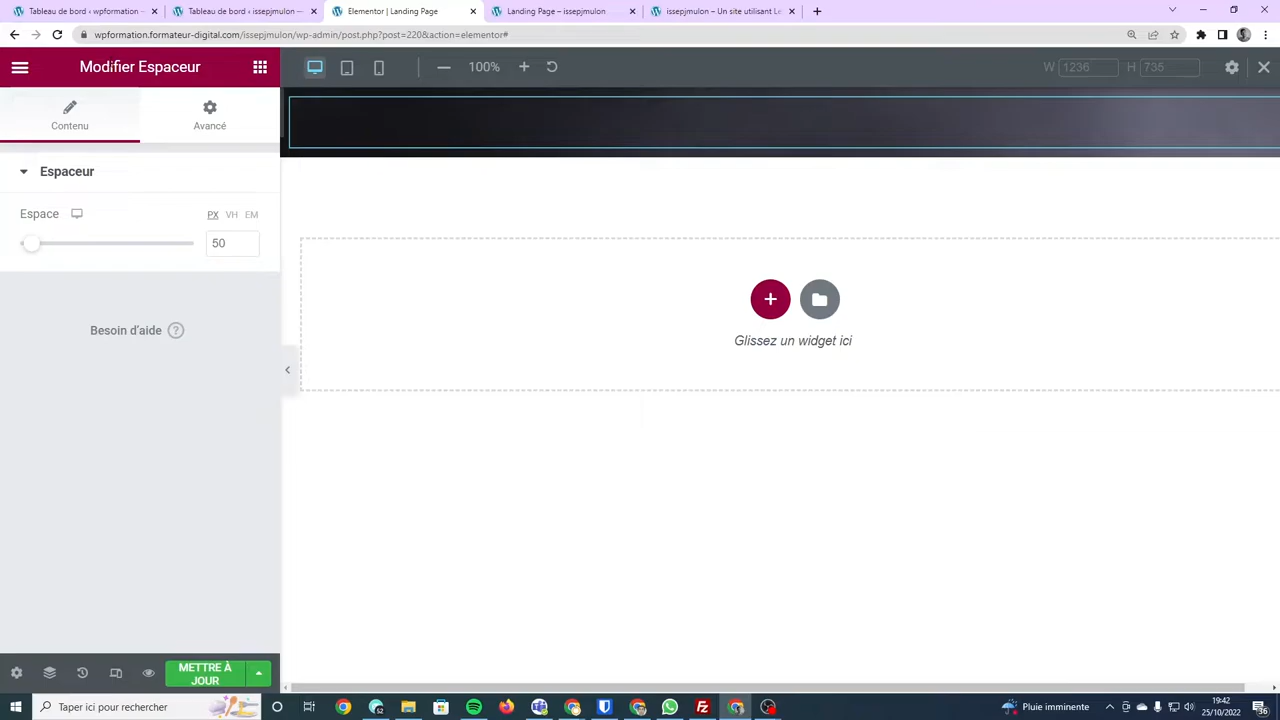 Tableau de bord ‹ wpformation -
Tableau de bord ‹ issepjmulon —
Elementor | Landing Page
Landing Page – issepjmulon
issepjmulon – Un site utilisant Le
wpformation.formateur-digital.com/issepjmulon/wp-admin/post.php?post=220&action=elementor#
Modifier Espaceur
100%
W 1236 H 735
Contenu
Avancé
Espaceur
Espace
PX VH EM
50
Besoin d'aide ?
Glissez un widget ici
METTRE À
JOUR
Taper ici pour rechercher
Pluie imminente
19:42
25/10/2022